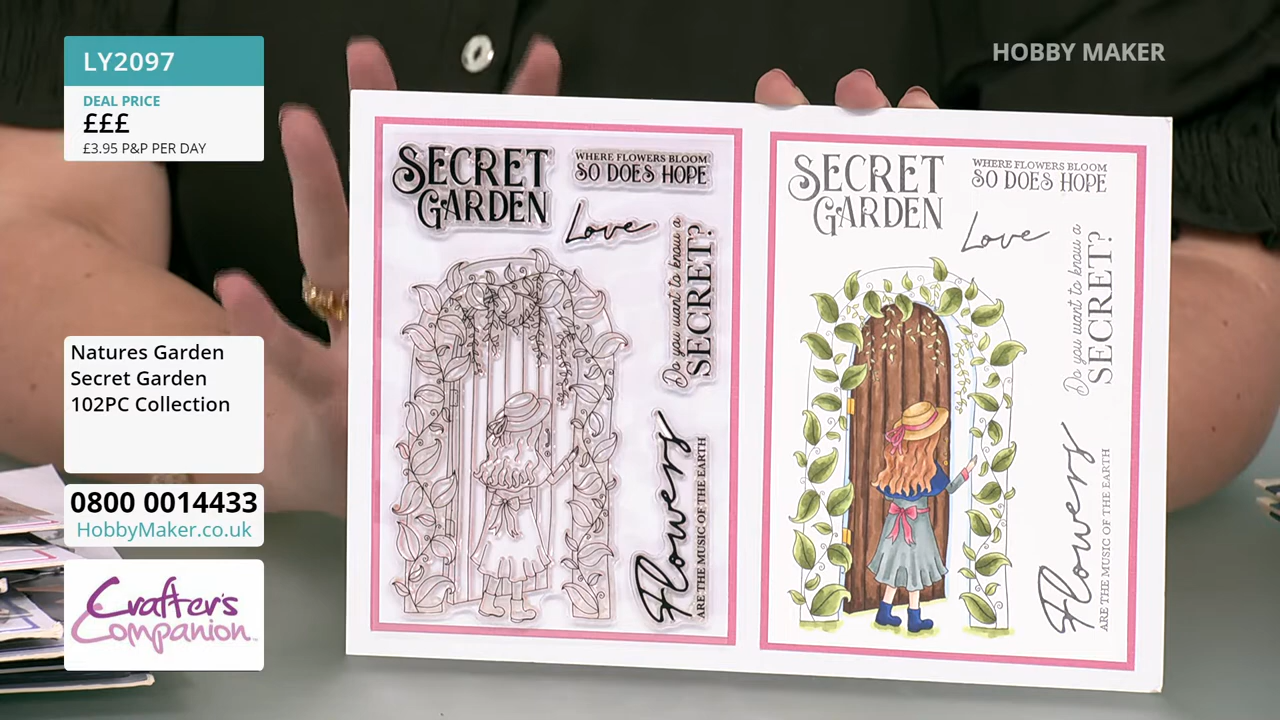 LY2097
DEAL PRICE
£££
£3.95 P&P PER DAY
HOBBY MAKER
Natures Garden
Secret Garden
102PC Collection
0800 0014433
HobbyMaker.co.uk
Crafter's
Companion
SECRET
GARDEN
WHERE FLOWERS BLOOM
SO DOES HOPE
Love
Do you want to know a
SECRET?
Flowers
ARE THE MUSIC OF THE EARTH
SECRET
GARDEN
WHERE FLOWERS BLOOM
SO DOES HOPE
Love
Do you want to know a
SECRET?
Flowers
ARE THE MUSIC OF THE EARTH